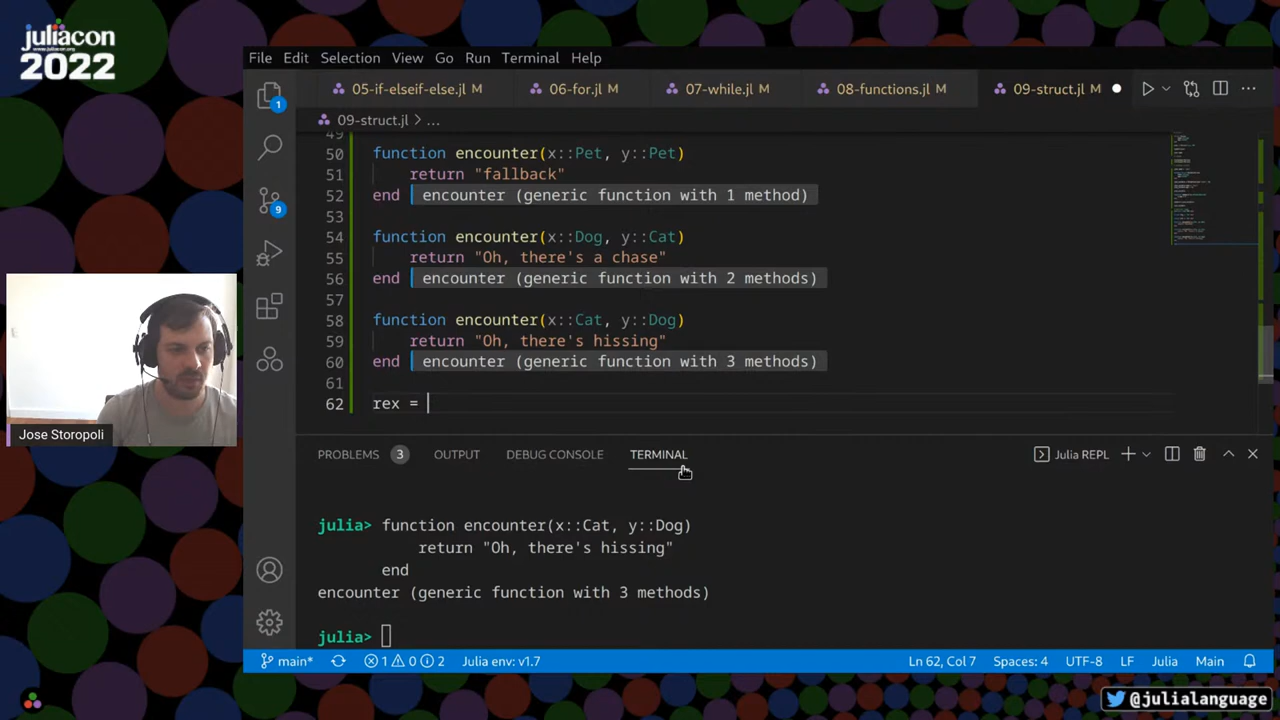 juliacon
www.juliacon.org
2022
File Edit Selection View Go Run Terminal Help
1
05-if-elseif-else.jl M
06-for.jl M
07-while.jl M
08-functions.jl M
09-struct.jl M
09-struct.jl > ...
49
50 function encounter(x::Pet, y::Pet)
51 return "fallback"
52 end encounter (generic function with 1 method)
53
54 function encounter(x::Dog, y::Cat)
55 return "Oh, there's a chase"
56 end encounter (generic function with 2 methods)
57
58 function encounter(x::Cat, y::Dog)
59 return "Oh, there's hissing"
60 end encounter (generic function with 3 methods)
61
62 rex =
9
Jose Storopoli
PROBLEMS 3 OUTPUT DEBUG CONSOLE TERMINAL Julia REPL
julia> function encounter(x::Cat, y::Dog)
return "Oh, there's hissing"
end
encounter (generic function with 3 methods)
julia>
main* 1 0 2 Julia env: v1.7 Ln 62, Col 7 Spaces: 4 UTF-8 LF Julia Main
@julialanguage